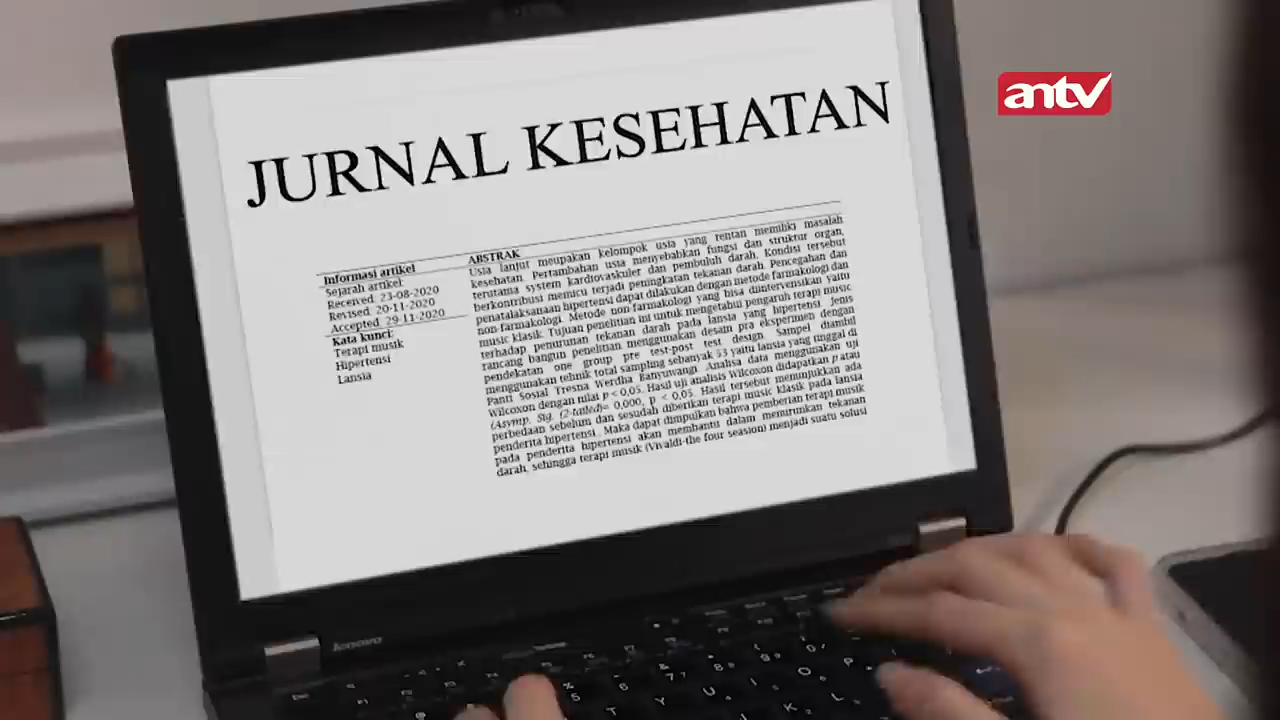 antv
JURNAL KESEHATAN
Informasi artikel
Sejarah artikel:
Received: 23-08-2020
Revised: 20-11-2020
Accepted: 29-11-2020
Kata kunci:
Terapi musik
Hipertensi
Lansia
ABSTRAK
Usia lanjut meupakan kelompok usia yang rentan memihki masalah
kesehatan. Pertambahan usia menyebabkan fungsi dan struktur organ,
terutama system kardiovaskuler dan pembuluh darah. Kondisi tersebut
berkontribusi memicu terjadi peningkatan tekanan darah. Pencegahan dan
penatalaksanaan hipertensi dapat dilakukan dengan metode farmakologi dan
non-farmakologi. Metode non-farmakologi yang bisa diintervensikan yaitu
music klasik. Tujuan penelitian ini untuk mengetahui pengaruh terapi music
terhadap penurunan tekanan darah pada lansia yang hipertensi. Jenis
rancang bangun penelitian menggunakan desain pra eksperimen dengan
pendekatan one group pre test-post test design. Sampel diambil
menggunakan tehnik total sampling sebanyak 53 yaitu lansia yang tinggal di
Panti Sosial Tresna Werdha Banyuwangi. Analisa data menggunakan uji
Wilcoxon dengan nilai p < 0,05. Hasil uji analisis Wilcoxon didapatkan p atau
(Asymp. Sig. (2-tailed)= 0,000, p < 0,05. Hasil tersebut menunjukkan ada
perbedaan sebelum dan sesudah diberikan terapi music klasik pada lansia
penderita hipertensi. Maka dapat dimpulkan bahwa pemberian terapi musik
pada penderita hipertensi akan membantu dalam menurunkan tekanan
darah, sehingga terapi musik (Vivaldi-the four season) menjadi suatu solusi
lenovo